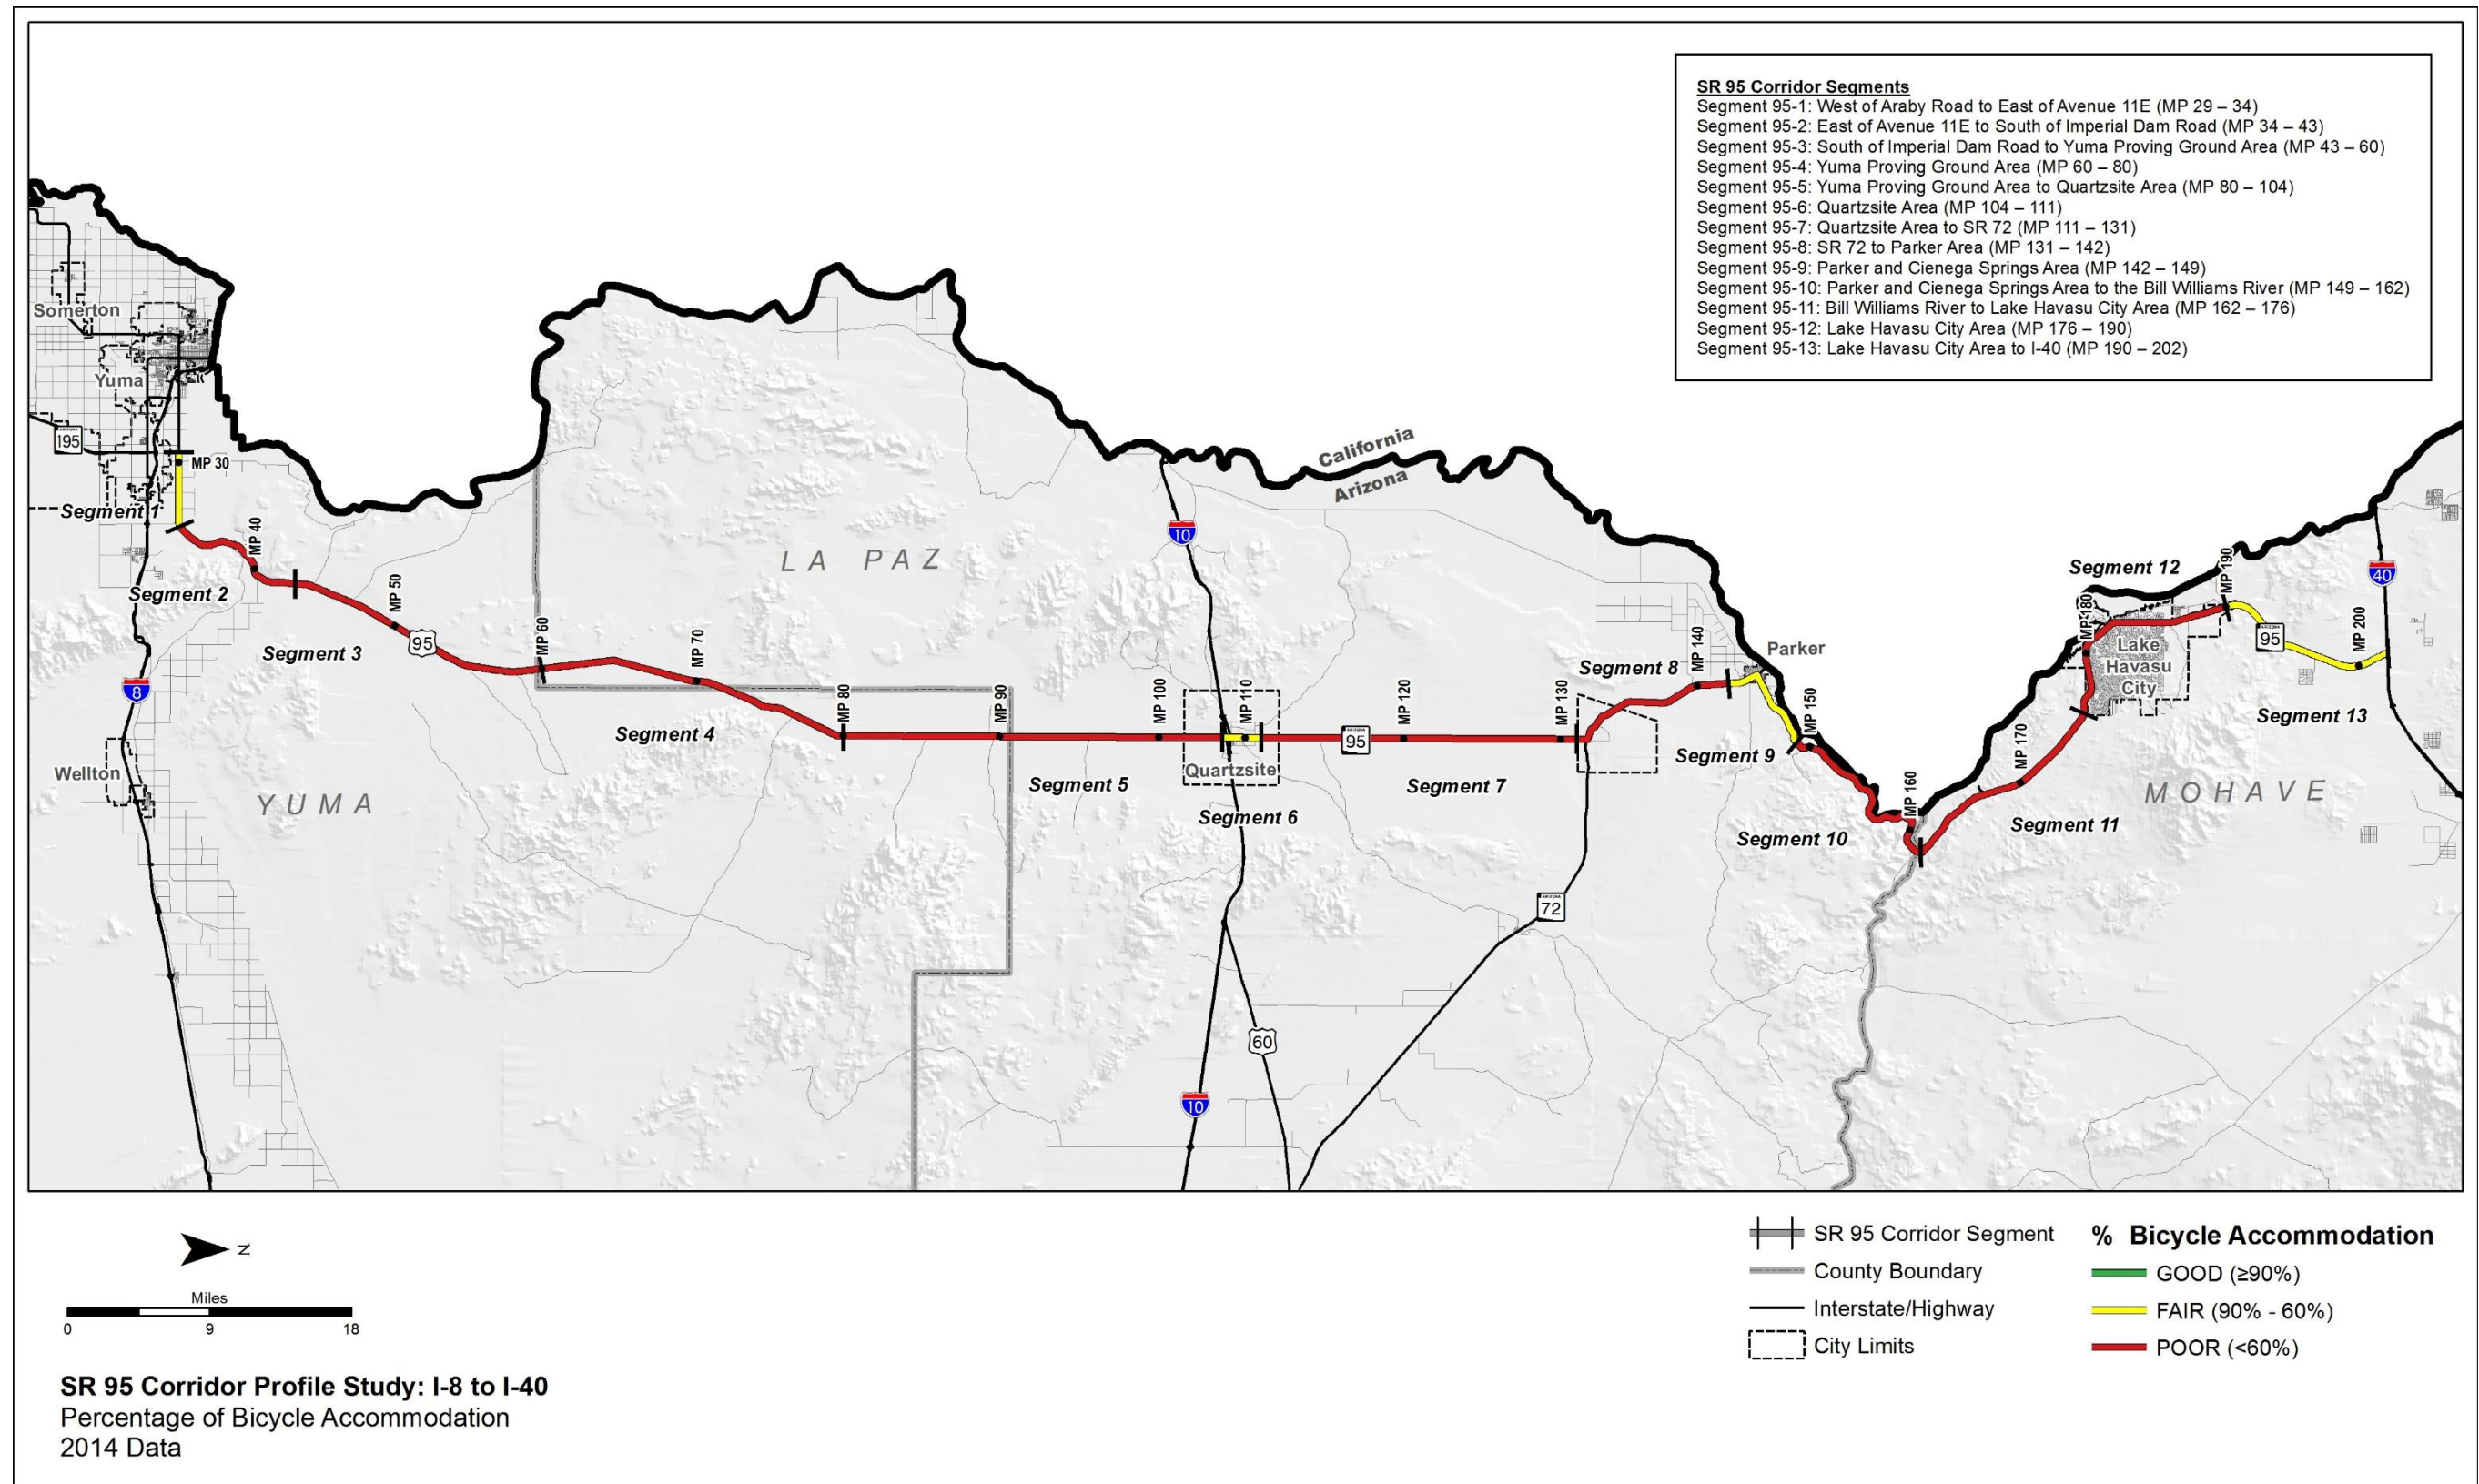 SR 95 Corridor Segments
Segment 95-1: West of Araby Road to East of Avenue 11E (MP 29 – 34)
Segment 95-2: East of Avenue 11E to South of Imperial Dam Road (MP 34 – 43)
Segment 95-3: South of Imperial Dam Road to Yuma Proving Ground Area (MP 43 – 60)
Segment 95-4: Yuma Proving Ground Area (MP 60 – 80)
Segment 95-5: Yuma Proving Ground Area to Quartzsite Area (MP 80 – 104)
Segment 95-6: Quartzsite Area (MP 104 – 111)
Segment 95-7: Quartzsite Area to SR 72 (MP 111 – 131)
Segment 95-8: SR 72 to Parker Area (MP 131 – 142)
Segment 95-9: Parker and Cienega Springs Area (MP 142 – 149)
Segment 95-10: Parker and Cienega Springs Area to the Bill Williams River (MP 149 – 162)
Segment 95-11: Bill Williams River to Lake Havasu City Area (MP 162 – 176)
Segment 95-12: Lake Havasu City Area (MP 176 – 190)
Segment 95-13: Lake Havasu City Area to I-40 (MP 190 – 202)
Somerton
Yuma
ARIZONA
195
MP 30
Segment 1
MP 40
Segment 2
MP 50
95
Segment 3
8
Wellton
YUMA
MP 60
LA PAZ
MP 70
Segment 4
MP 80
MP 90
Segment 5
MP 100
10
MP 110
Quartzsite
Segment 6
60
10
California
Arizona
ARIZONA
95
MP 120
Segment 7
MP 130
ARIZONA
72
Segment 8
MP 140
Parker
Segment 9
MP 150
Segment 10
MP 160
MP 170
Segment 11
MOHAVE
MP 180
Segment 12
Lake
Havasu
City
MP 190
ARIZONA
95
MP 200
Segment 13
40
N
Miles
0 9 18
SR 95 Corridor Profile Study: I-8 to I-40
Percentage of Bicycle Accommodation
2014 Data
SR 95 Corridor Segment
County Boundary
Interstate/Highway
City Limits
% Bicycle Accommodation
GOOD (≥90%)
FAIR (90% - 60%)
POOR (<60%)